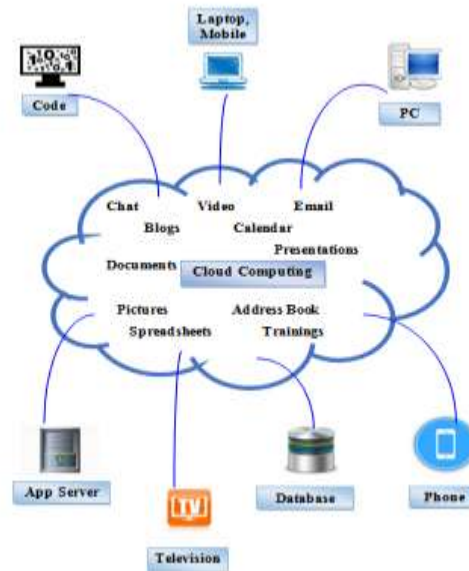 Laptop,
Mobile
Code
PC
Chat Video Email
Blogs Calendar
Presentations
Documents Cloud Computing
Pictures Address Book
Spreadsheets Trainings
App Server
Database
Phone
TV
Television